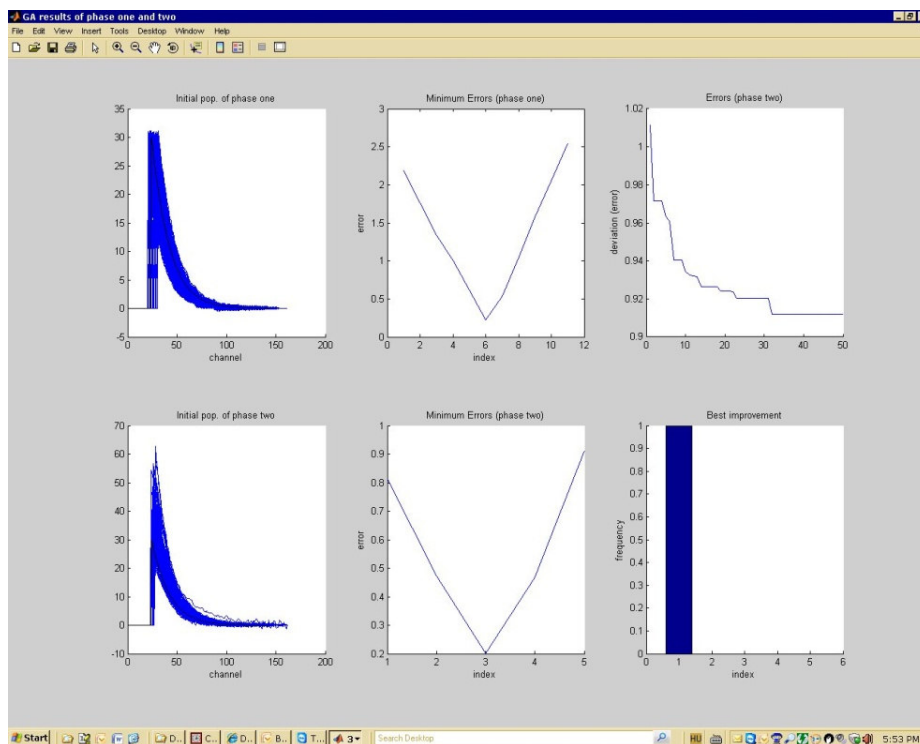 GA results of phase one and two
File Edit View Insert Tools Desktop Window Help
Initial pop. of phase one
35
30
25
20
15
10
5
0
-5
0 50 100 150 200
channel
Minimum Errors (phase one)
3
2.5
2
1.5
1
0.5
0
0 2 4 6 8 10 12
error
index
Errors (phase two)
1.02
1
0.98
0.96
0.94
0.92
0.9
0 10 20 30 40 50
deviation (error)
Initial pop. of phase two
70
60
50
40
30
20
10
0
-10
0 50 100 150 200
channel
Minimum Errors (phase two)
1
0.9
0.8
0.7
0.6
0.5
0.4
0.3
0.2
1 2 3 4 5
error
index
Best improvement
1
0.9
0.8
0.7
0.6
0.5
0.4
0.3
0.2
0.1
0
0 1 2 3 4 5 6
frequency
index
Start D.. C.. D.. B.. T... 3 Search Desktop HU 5:53 PM